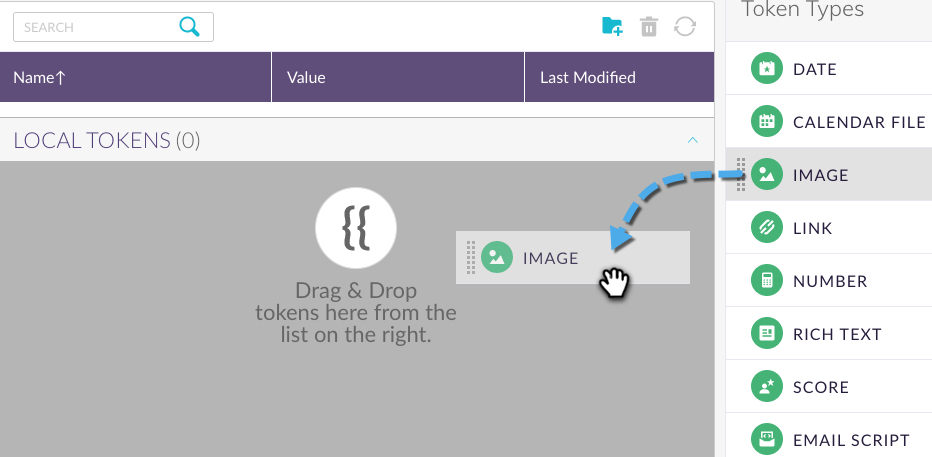 SEARCH
Name↑ Value Last Modified
LOCAL TOKENS (0)
{{
Drag & Drop
tokens here from the
list on the right.
IMAGE
Token Types
DATE
CALENDAR FILE
IMAGE
LINK
NUMBER
RICH TEXT
SCORE
EMAIL SCRIPT